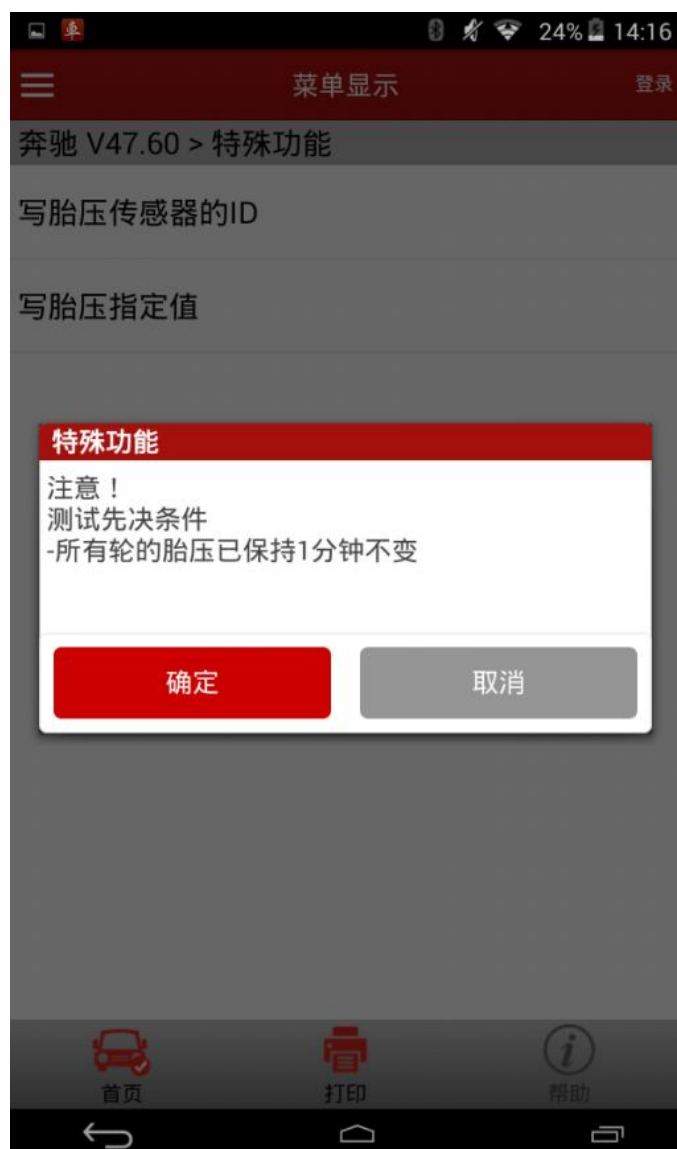 車 24% 14:16
菜单显示 登录
奔驰 V47.60 > 特殊功能
写胎压传感器的ID
写胎压指定值
特殊功能
注意！
测试先决条件
-所有轮的胎压已保持1分钟不变
确定 取消
首页 打印 帮助